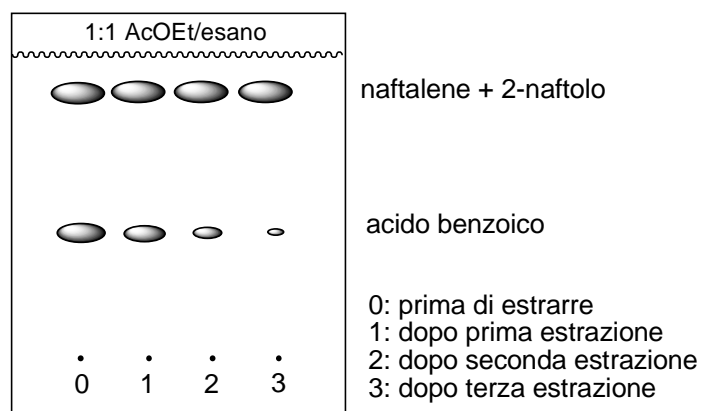 1:1 AcOEt/esano
naftalene + 2-naftolo
acido benzoico
0: prima di estrarre
1: dopo prima estrazione
2: dopo seconda estrazione
3: dopo terza estrazione
0 1 2 3